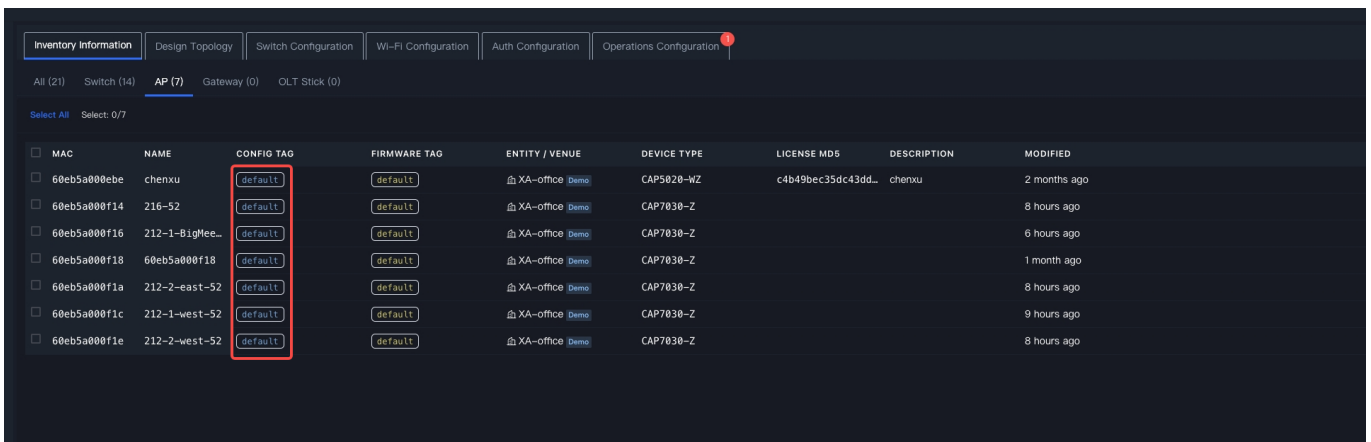 Inventory Information Design Topology Switch Configuration Wi-Fi Configuration Auth Configuration Operations Configuration 1
All (21) Switch (14) AP (7) Gateway (0) OLT Stick (0)
Select All Select: 0/7
MAC NAME CONFIG TAG FIRMWARE TAG ENTITY / VENUE DEVICE TYPE LICENSE MD5 DESCRIPTION MODIFIED
60eb5a000ebe chenxu default default XA-office Demo CAP5020-WZ c4b49bec35dc43dd… chenxu 2 months ago
60eb5a000f14 216-52 default default XA-office Demo CAP7030-Z 8 hours ago
60eb5a000f16 212-1-BigMee… default default XA-office Demo CAP7030-Z 6 hours ago
60eb5a000f18 60eb5a000f18 default default XA-office Demo CAP7030-Z 1 month ago
60eb5a000f1a 212-2-east-52 default default XA-office Demo CAP7030-Z 8 hours ago
60eb5a000f1c 212-1-west-52 default default XA-office Demo CAP7030-Z 9 hours ago
60eb5a000f1e 212-2-west-52 default default XA-office Demo CAP7030-Z 8 hours ago